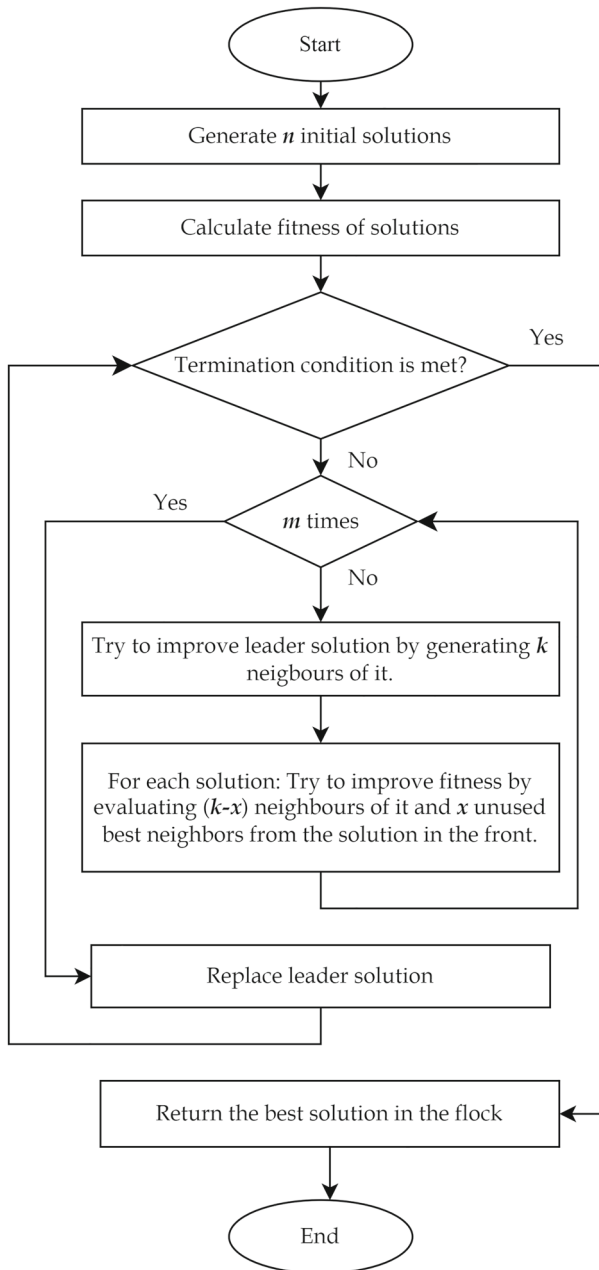 Start
Generate n initial solutions
Calculate fitness of solutions
Termination condition is met?
Yes
No
Yes
m times
No
Try to improve leader solution by generating k
neigbours of it.
For each solution: Try to improve fitness by
evaluating (k-x) neighbours of it and x unused
best neighbors from the solution in the front.
Replace leader solution
Return the best solution in the flock
End